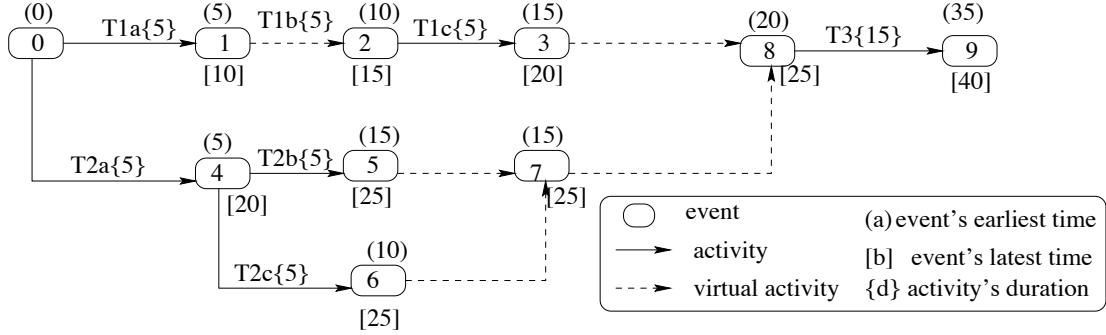 (0) (5) T1b{5} (10) (15) (20) (35)
0 T1a{5} 1 2 T1c{5} 3 8 T3{15} 9
[10] [15] [20] [25] [40]
(5) (15) (15)
T2a{5} 4 T2b{5} 5 7
[20] [25] [25]
(10)
T2c{5} 6
[25]
event (a) event's earliest time
activity [b] event's latest time
virtual activity {d} activity's duration